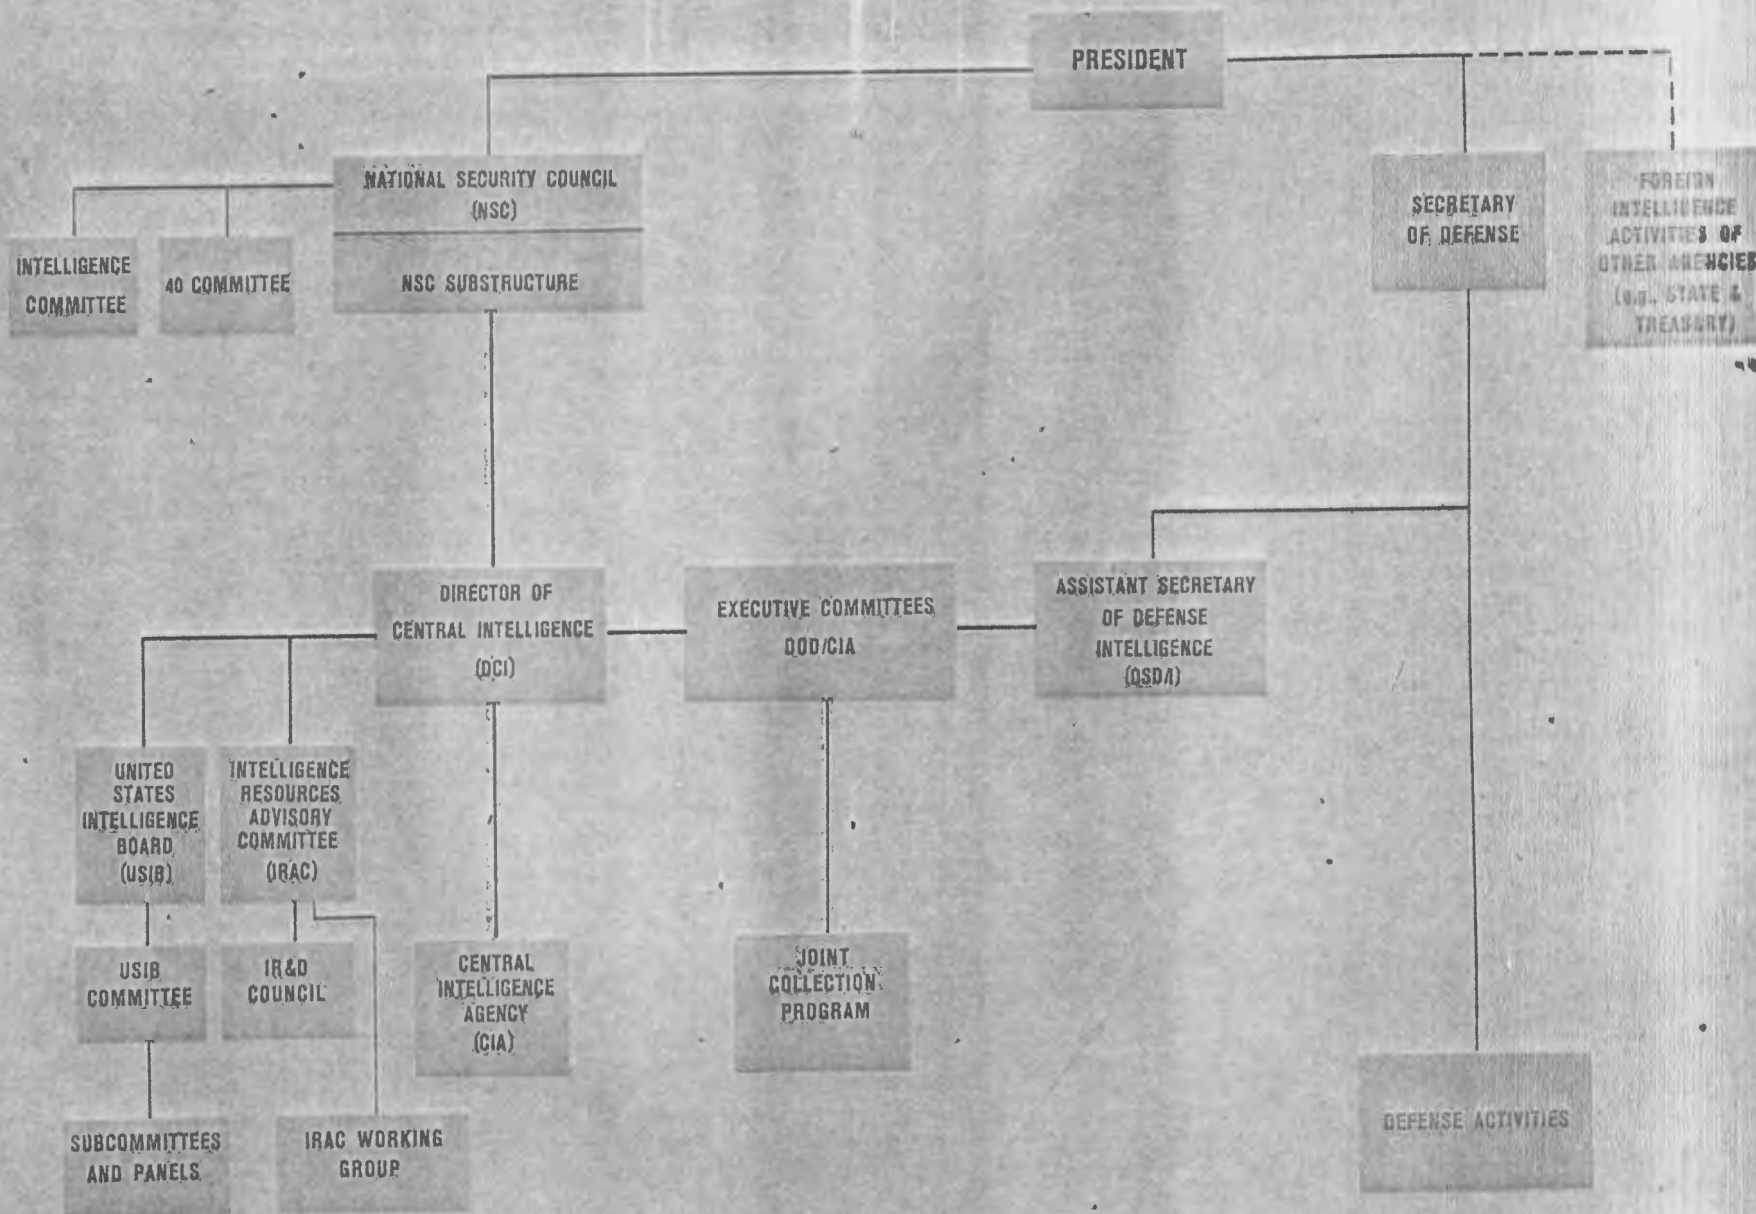 PRESIDENT
NATIONAL SECURITY COUNCIL
(NSC)
NSC SUBSTRUCTURE
SECRETARY
OF DEFENSE
FOREIGN
INTELLIGENCE
ACTIVITIES OF
OTHER AGENCIES
(e.g., STATE &
TREASURY)
INTELLIGENCE
COMMITTEE
40 COMMITTEE
DIRECTOR OF
CENTRAL INTELLIGENCE
(DCI)
EXECUTIVE COMMITTEES
DOD/CIA
ASSISTANT SECRETARY
OF DEFENSE
INTELLIGENCE
(OSD/I)
UNITED
STATES
INTELLIGENCE
BOARD
(USIB)
INTELLIGENCE
RESOURCES
ADVISORY
COMMITTEE
(IRAC)
USIB
COMMITTEE
IR&D
COUNCIL
CENTRAL
INTELLIGENCE
AGENCY
(CIA)
JOINT
COLLECTION
PROGRAM
SUBCOMMITTEES
AND PANELS
IRAC WORKING
GROUP
DEFENSE ACTIVITIES